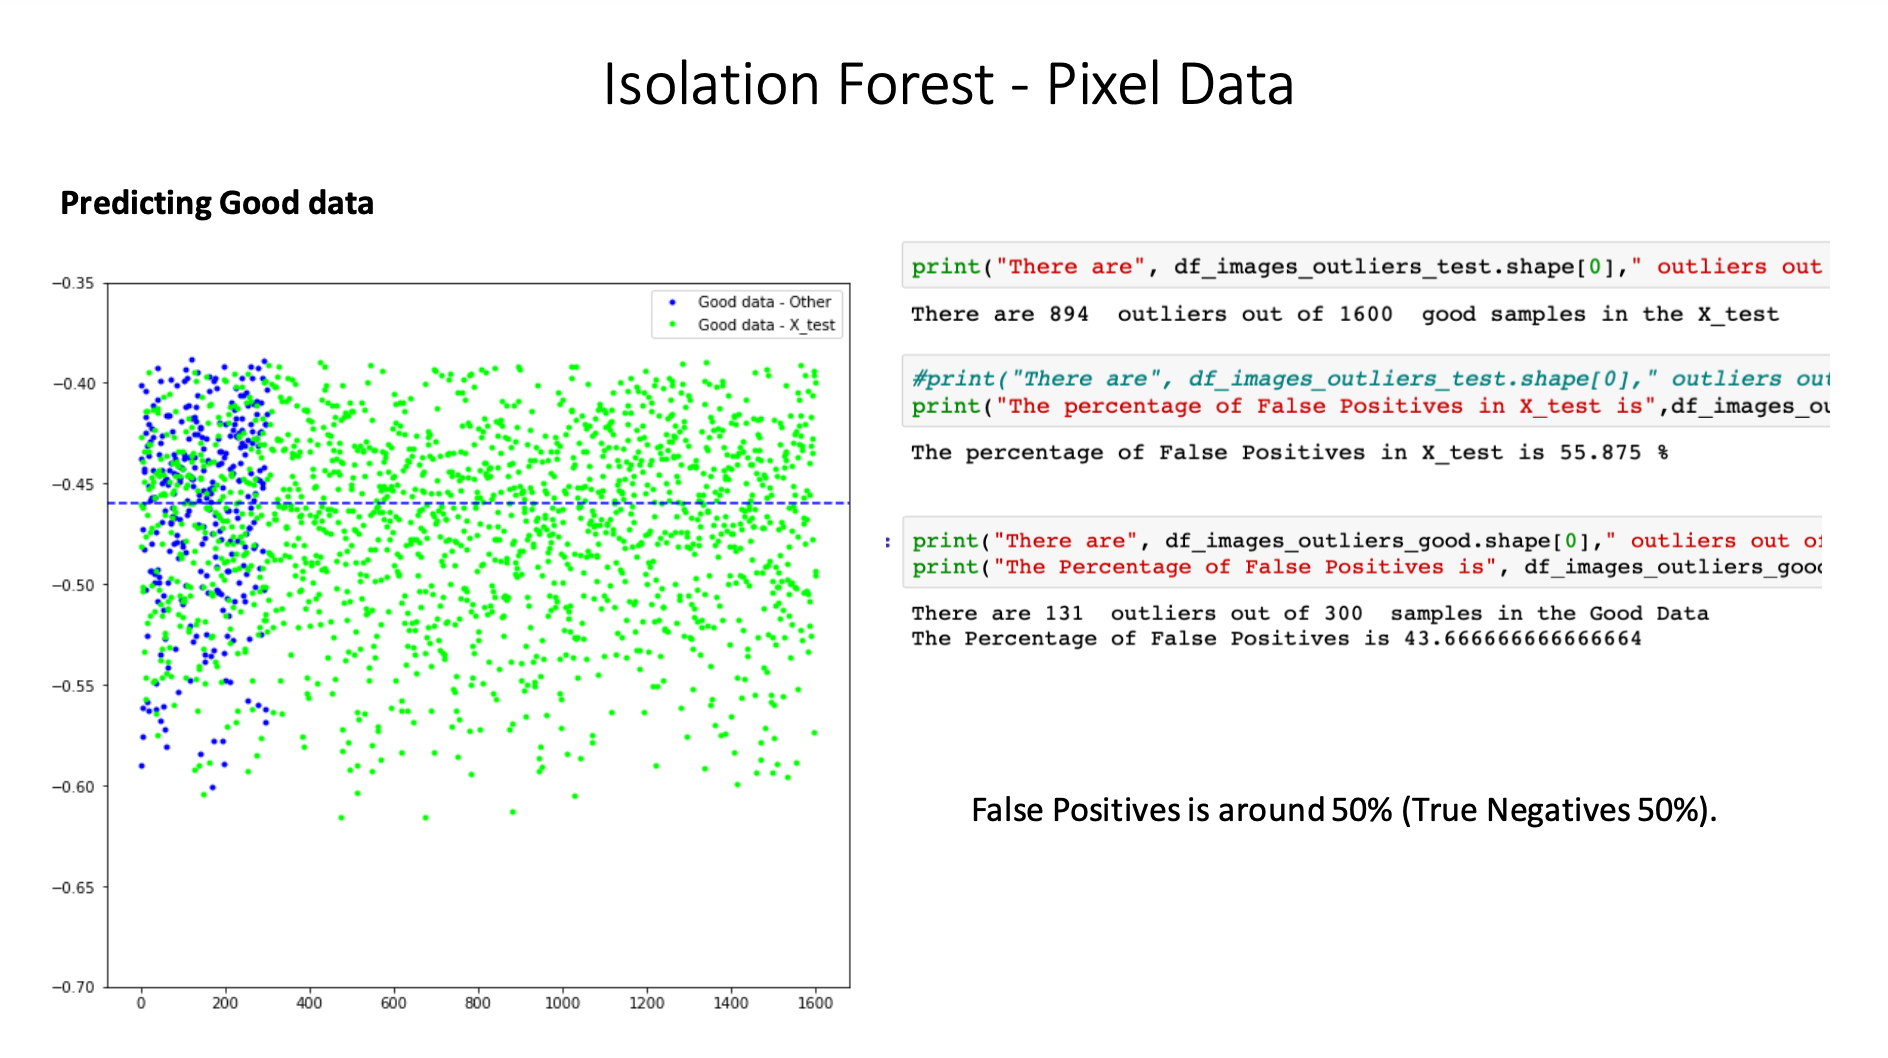 Isolation Forest - Pixel Data
Predicting Good data
−0.35
−0.40
−0.45
−0.50
−0.55
−0.60
−0.65
−0.70
0 200 400 600 800 1000 1200 1400 1600
Good data - Other
Good data - X_test
print("There are", df_images_outliers_test.shape[0]," outliers out
There are 894  outliers out of 1600  good samples in the X_test
#print("There are", df_images_outliers_test.shape[0]," outliers out
print("The percentage of False Positives in X_test is",df_images_ou
The percentage of False Positives in X_test is 55.875 %
:
print("There are", df_images_outliers_good.shape[0]," outliers out of
print("The Percentage of False Positives is", df_images_outliers_good
There are 131  outliers out of 300  samples in the Good Data
The Percentage of False Positives is 43.666666666666664
False Positives is around 50% (True Negatives 50%).